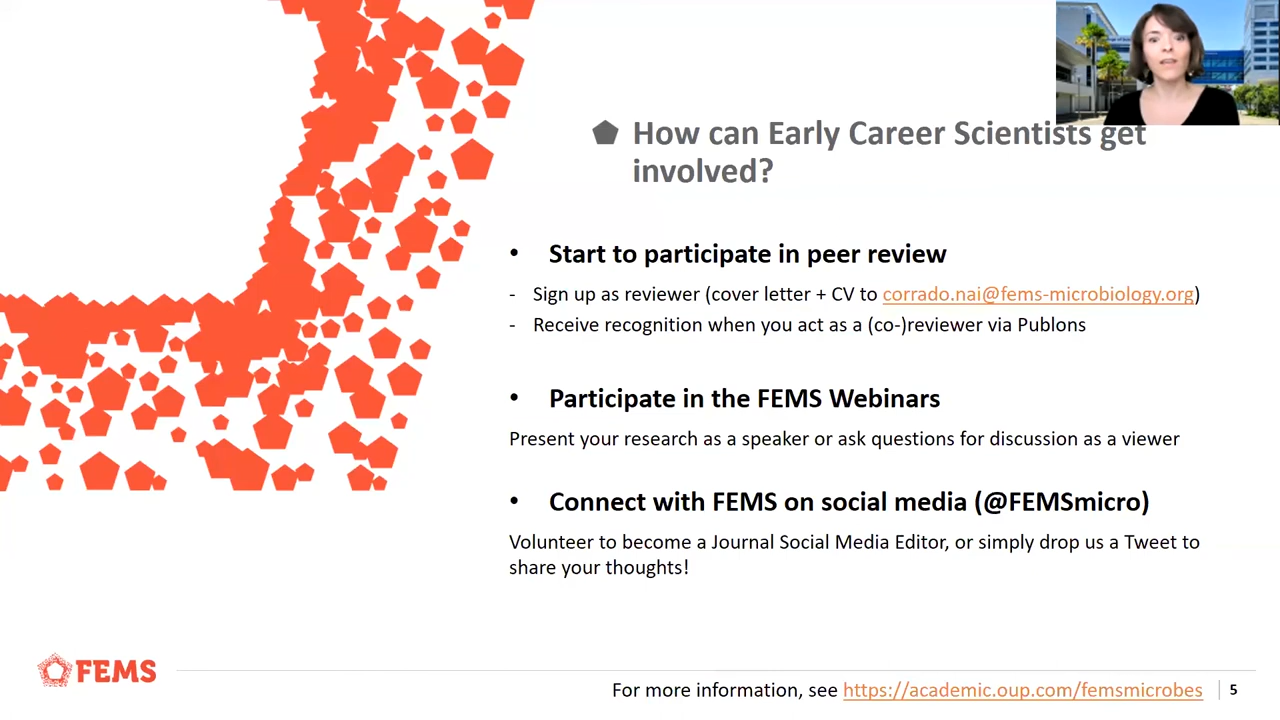 How can Early Career Scientists get
involved?
• Start to participate in peer review
- Sign up as reviewer (cover letter + CV to corrado.nai@fems-microbiology.org)
- Receive recognition when you act as a (co-)reviewer via Publons
• Participate in the FEMS Webinars
Present your research as a speaker or ask questions for discussion as a viewer
• Connect with FEMS on social media (@FEMSmicro)
Volunteer to become a Journal Social Media Editor, or simply drop us a Tweet to
share your thoughts!
FEMS
For more information, see https://academic.oup.com/femsmicrobes
5